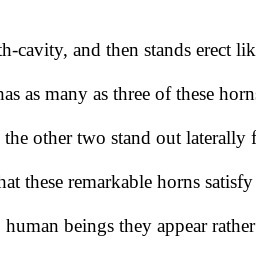 th-cavity, and then stands erect lik
has as many as three of these horn
the other two stand out laterally f
hat these remarkable horns satisfy
human beings they appear rather